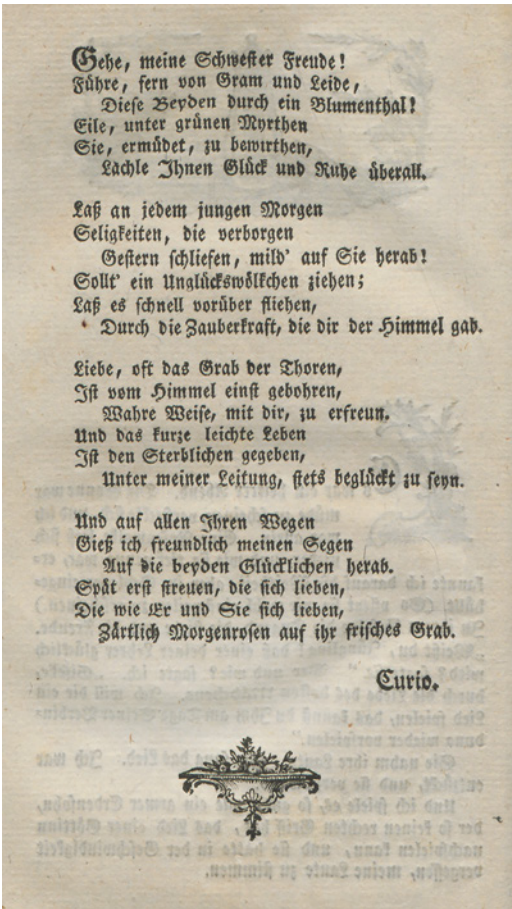 Gehe, meine Schwester Freude!
Führe, fern von Gram und Leide,
Diese Beyden durch ein Blumenthal!
Eile, unter grünen Myrthen
Sie, ermüdet, zu bewirthen,
Lächle Ihnen Glück und Ruhe überall.
Laß an jedem jungen Morgen
Seligkeiten, die verborgen
Gestern schliefen, mild' auf Sie herab!
Sollt' ein Unglückswölkchen ziehen;
Laß es schnell vorüber fliehen,
Durch die Zauberkraft, die dir der Himmel gab.
Liebe, oft das Grab der Thoren,
Ist vom Himmel einst gebohren,
Wahre Weise, mit dir, zu erfreun.
Und das kurze leichte Leben
Ist den Sterblichen gegeben,
Unter meiner Leitung, stets beglückt zu seyn.
Und auf allen Ihren Wegen
Gieß ich freundlich meinen Segen
Auf die beyden Glücklichen herab.
Spät erst streuen, die sich lieben,
Die wie Er und Sie sich lieben,
Zärtlich Morgenrosen auf ihr frisches Grab.
Curio.